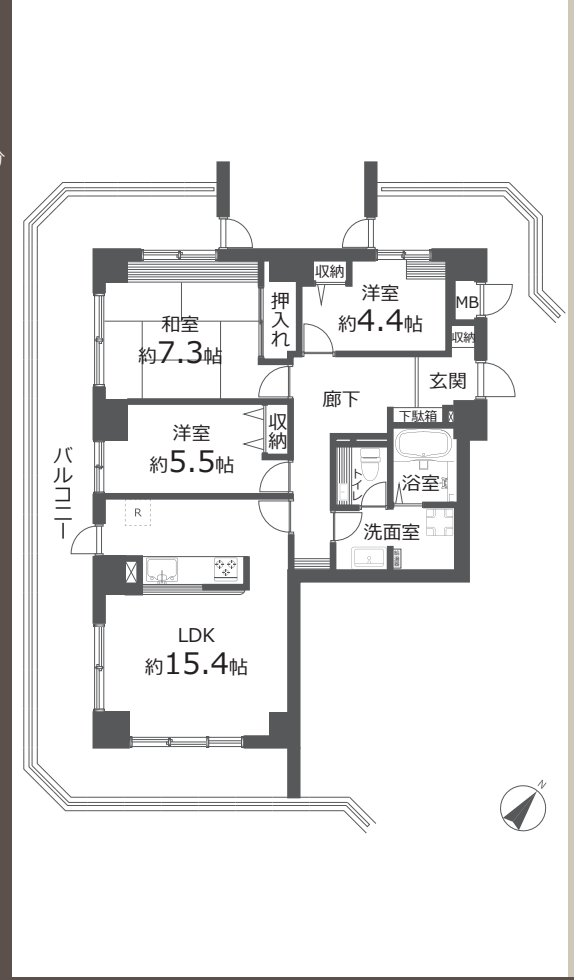 分
収納
洋室
約4.4帖
押入れ
和室
約7.3帖
MB
収納
玄関
廊下
下駄箱
洋室
約5.5帖
収納
トイレ
浴室
洗面室
バルコニー
R
LDK
約15.4帖
N